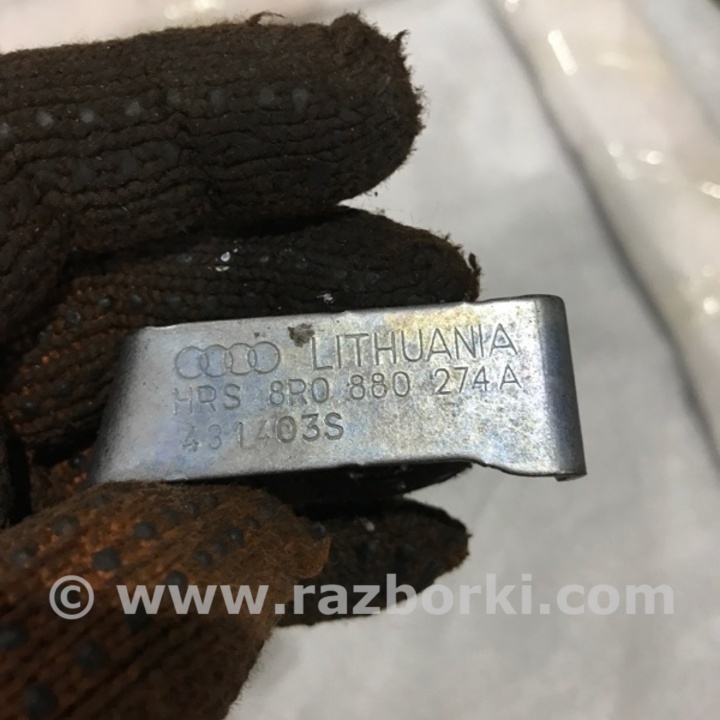 LITHUANIA
HRS 8R0 880 274 A
431403S
© www.razborki.com